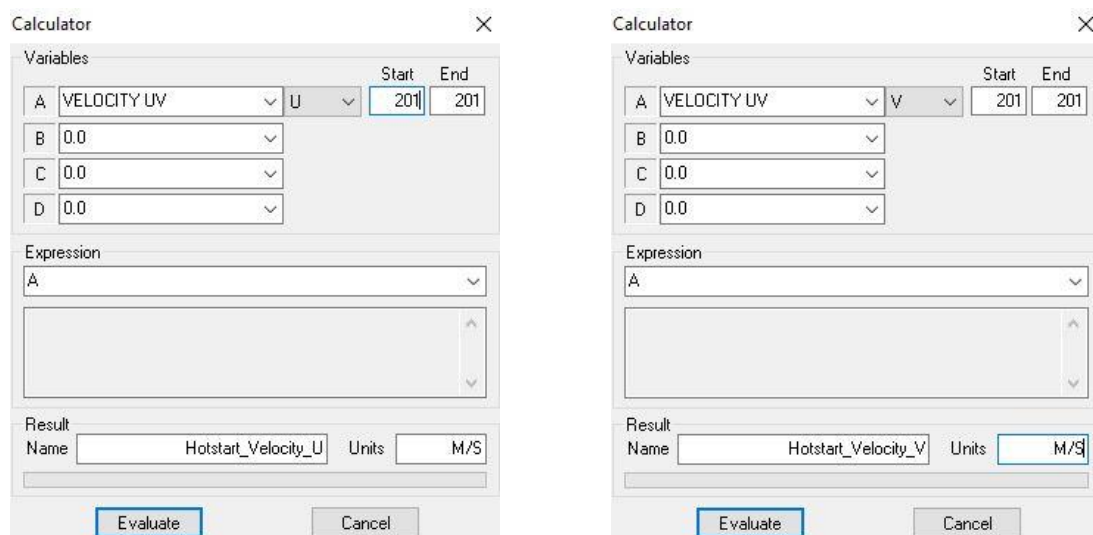 Calculator
Variables
Start End
A VELOCITY UV U 201 201
B 0.0
C 0.0
D 0.0
Expression
A
Result
Name Hotstart_Velocity_U Units M/S
Evaluate Cancel
Calculator
Variables
Start End
A VELOCITY UV V 201 201
B 0.0
C 0.0
D 0.0
Expression
A
Result
Name Hotstart_Velocity_V Units M/S
Evaluate Cancel